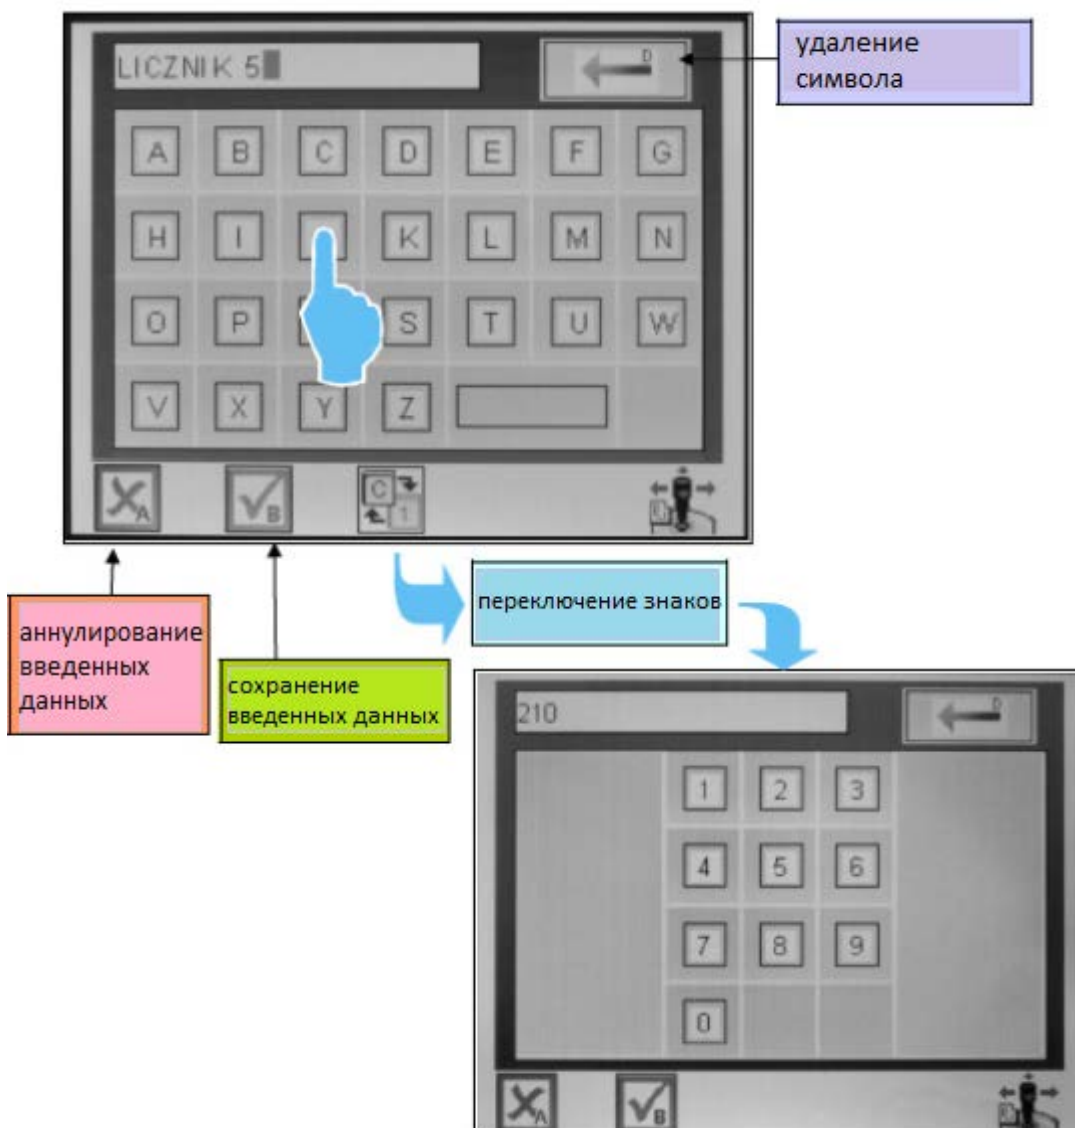 LICZNIK 5
D
удаление
символа
A B C D E F G
H I K L M N
O P S T U W
V X Y Z
A
B
C
1
переключение знаков
аннулирование
введенных
данных
сохранение
введенных данных
210
D
1 2 3
4 5 6
7 8 9
0
A
B